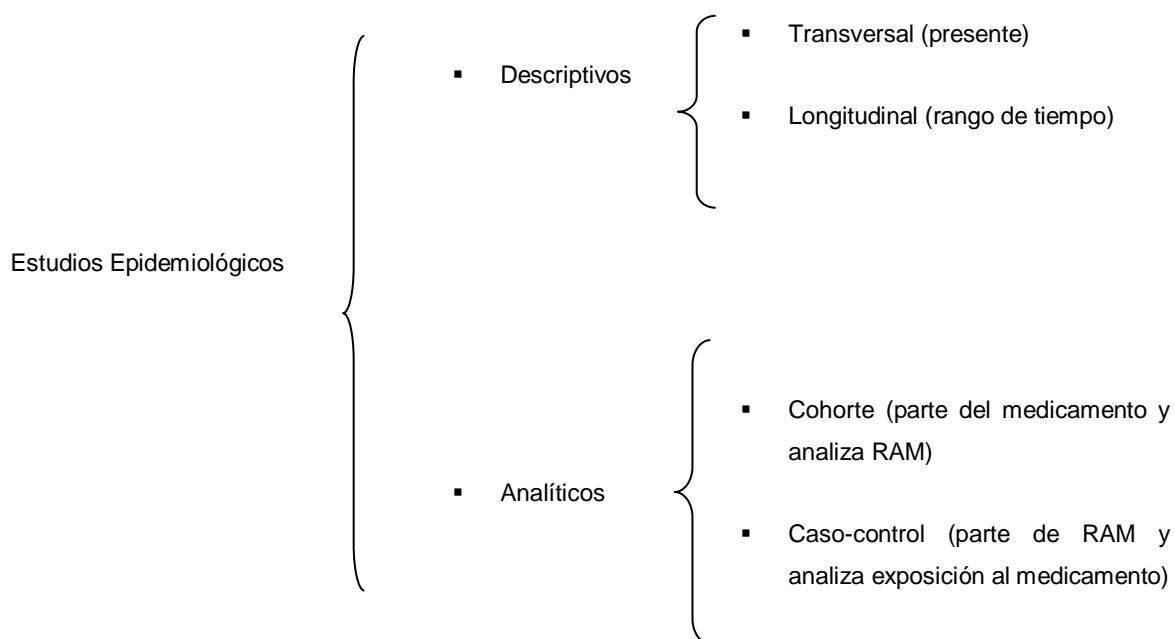 Estudios Epidemiológicos
▪ Descriptivos
▪ Transversal (presente)
▪ Longitudinal (rango de tiempo)
▪ Analíticos
▪ Cohorte (parte del medicamento y
analiza RAM)
▪ Caso-control (parte de RAM y
analiza exposición al medicamento)